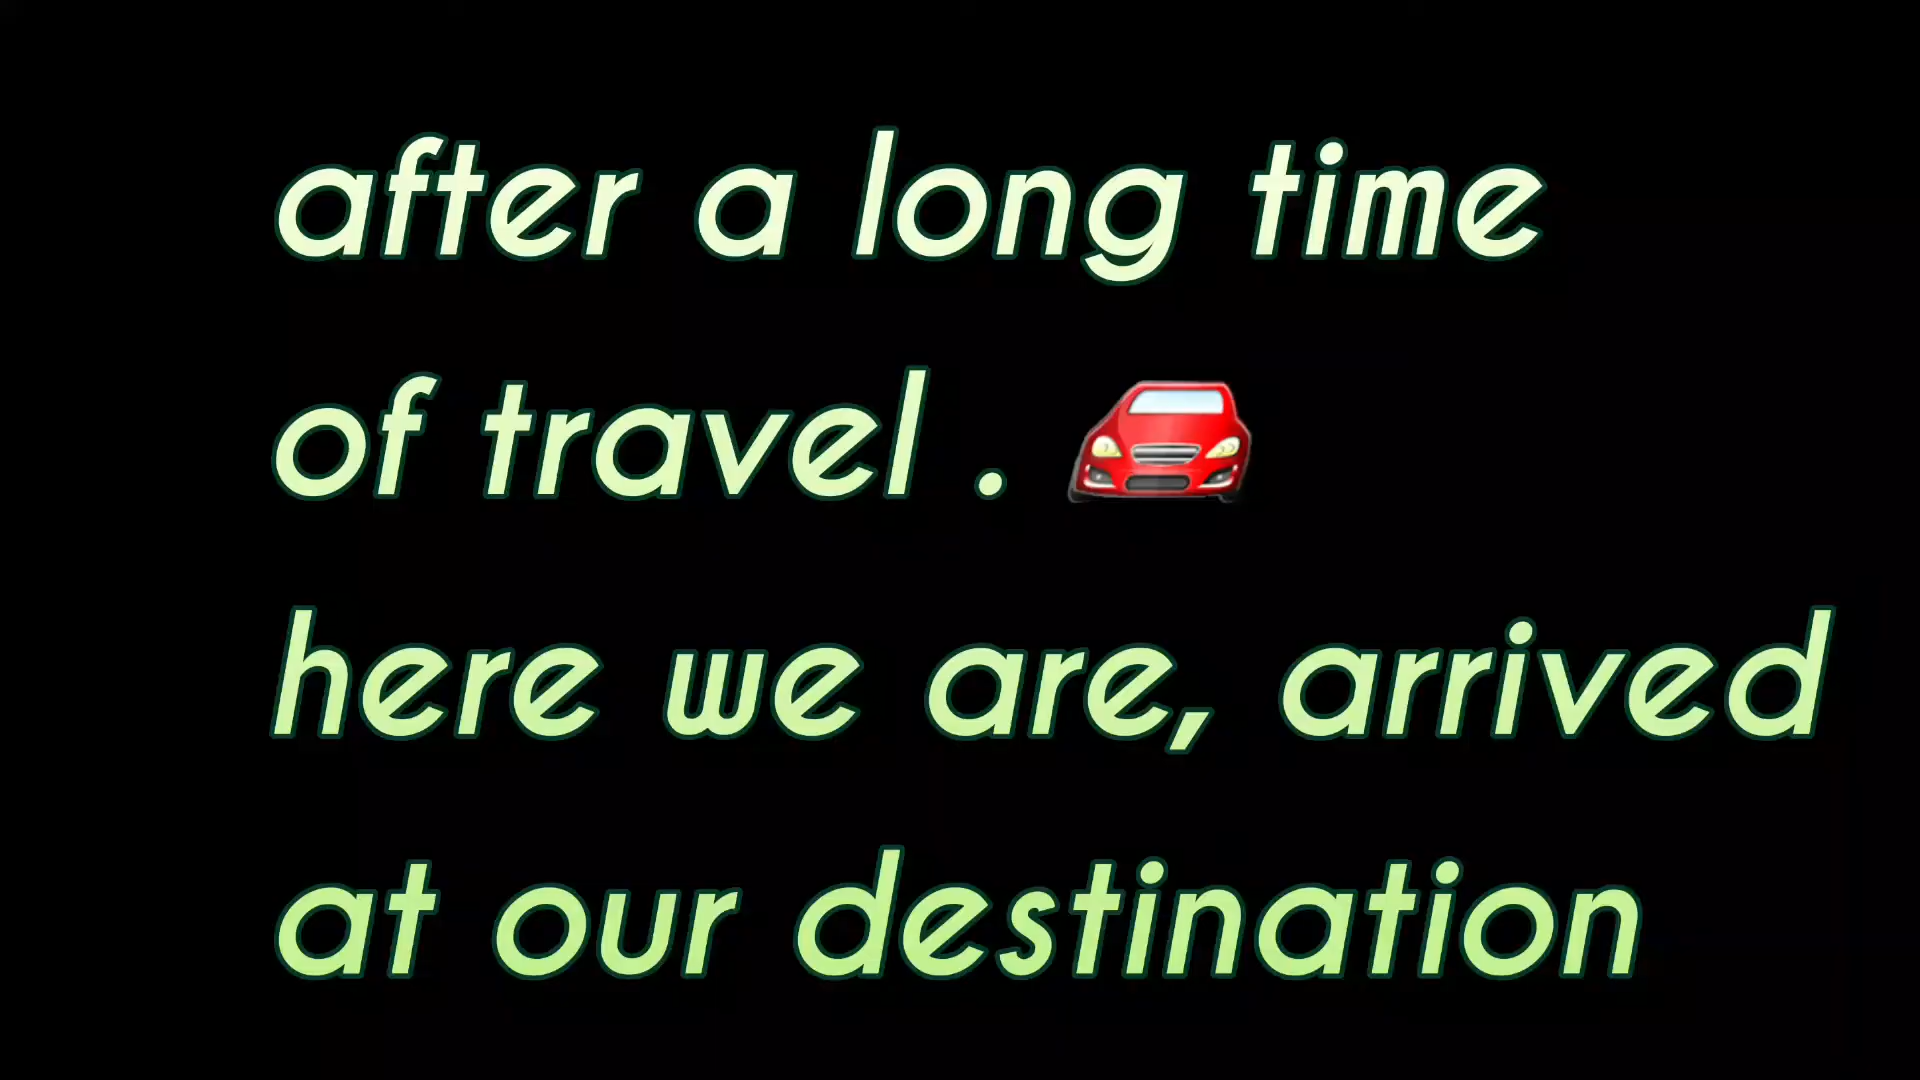 after a long time
of travel . 🚘
here we are, arrived
at our destination